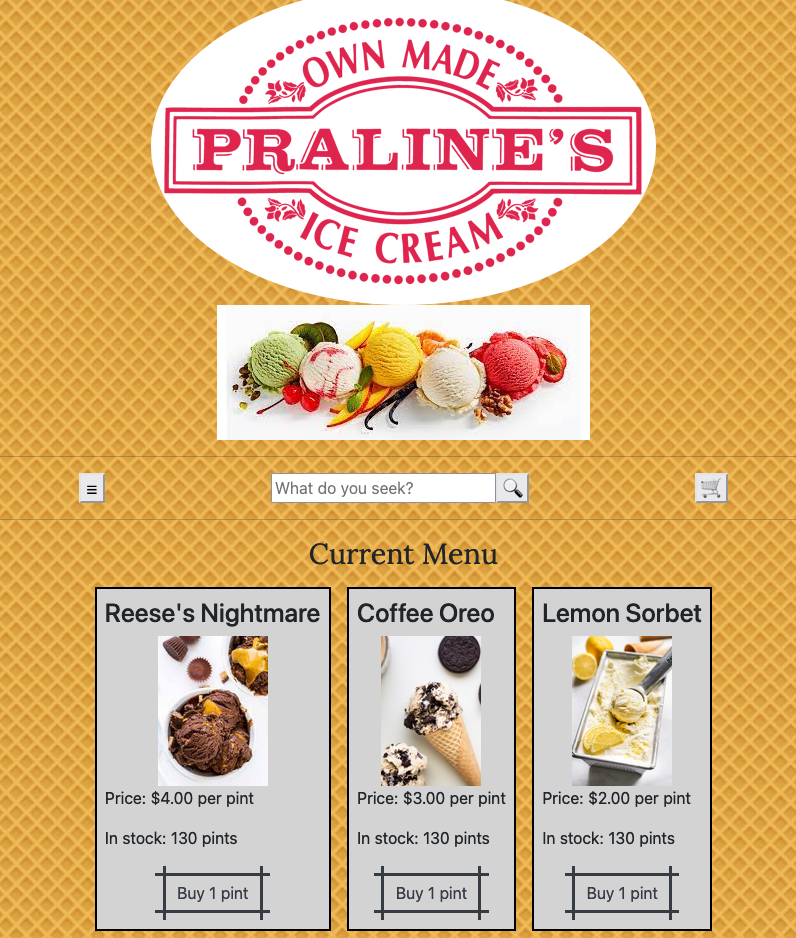 OWN MADE
PRALINE'S
ICE CREAM
≡
What do you seek?
Current Menu
Reese's Nightmare
Price: $4.00 per pint
In stock: 130 pints
Buy 1 pint
Coffee Oreo
Price: $3.00 per pint
In stock: 130 pints
Buy 1 pint
Lemon Sorbet
Price: $2.00 per pint
In stock: 130 pints
Buy 1 pint